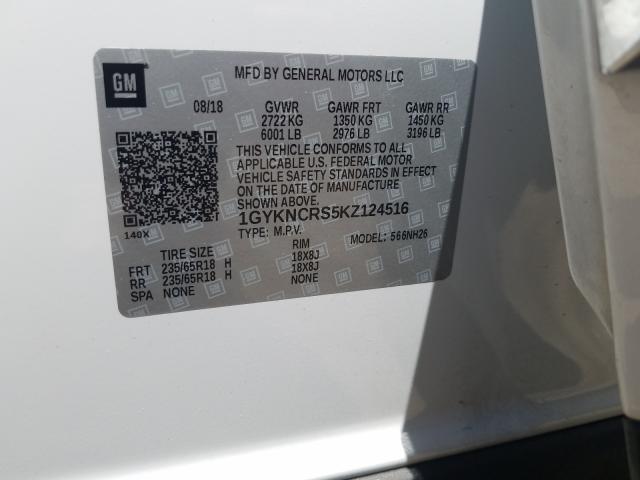 GM
MFD BY GENERAL MOTORS LLC
08/18 GVWR GAWR FRT GAWR RR
2722 KG 1350 KG 1450 KG
6001 LB 2976 LB 3196 LB
THIS VEHICLE CONFORMS TO ALL
APPLICABLE U.S. FEDERAL MOTOR
VEHICLE SAFETY STANDARDS IN EFFECT
ON THE DATE OF MANUFACTURE
SHOWN ABOVE.
1GYKNCRS5KZ124516
140X
TYPE: M.P.V. MODEL: 566NH26
TIRE SIZE RIM
FRT 235/65R18 H 18X8J
RR 235/65R18 H 18X8J
SPA NONE NONE